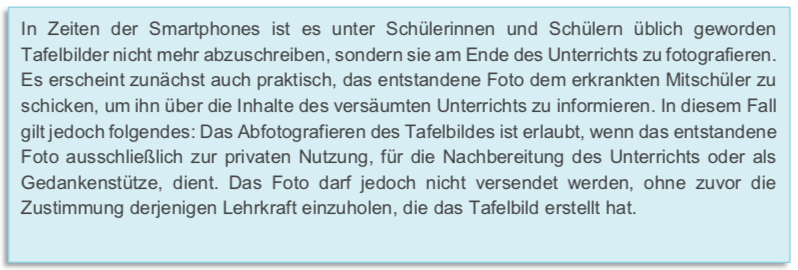 In Zeiten der Smartphones ist es unter Schülerinnen und Schülern üblich geworden
Tafelbilder nicht mehr abzuschreiben, sondern sie am Ende des Unterrichts zu fotografieren.
Es erscheint zunächst auch praktisch, das entstandene Foto dem erkrankten Mitschüler zu
schicken, um ihn über die Inhalte des versäumten Unterrichts zu informieren. In diesem Fall
gilt jedoch folgendes: Das Abfotografieren des Tafelbildes ist erlaubt, wenn das entstandene
Foto ausschließlich zur privaten Nutzung, für die Nachbereitung des Unterrichts oder als
Gedankenstütze, dient. Das Foto darf jedoch nicht versendet werden, ohne zuvor die
Zustimmung derjenigen Lehrkraft einzuholen, die das Tafelbild erstellt hat.